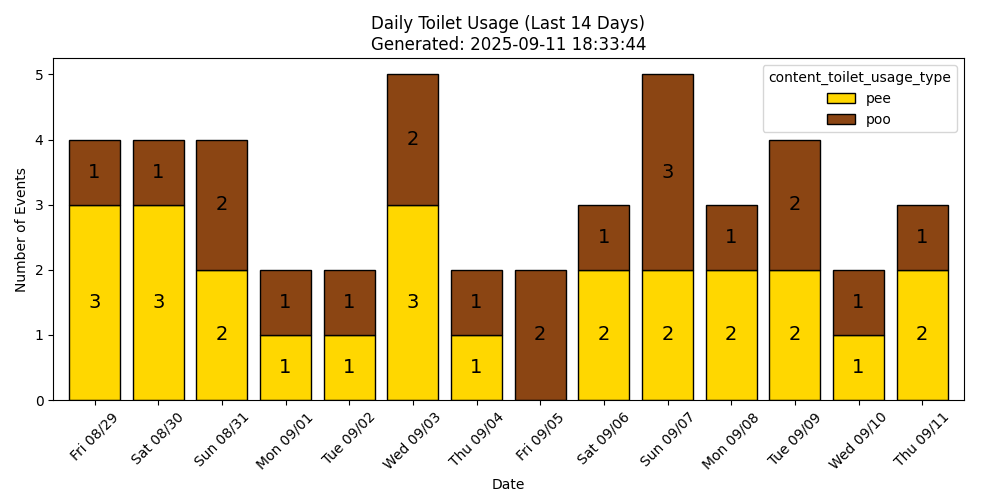 Daily Toilet Usage (Last 14 Days)
Generated: 2025-09-11 18:33:44
content_toilet_usage_type
pee
poo
Number of Events
5
4
3
2
1
0
1 1 2 1 1 2 1 2 1 3 1 2 1 1
3 3 2 1 1 3 1 2 2 2 2 1 2
Fri 08/29 Sat 08/30 Sun 08/31 Mon 09/01 Tue 09/02 Wed 09/03 Thu 09/04 Fri 09/05 Sat 09/06 Sun 09/07 Mon 09/08 Tue 09/09 Wed 09/10 Thu 09/11
Date